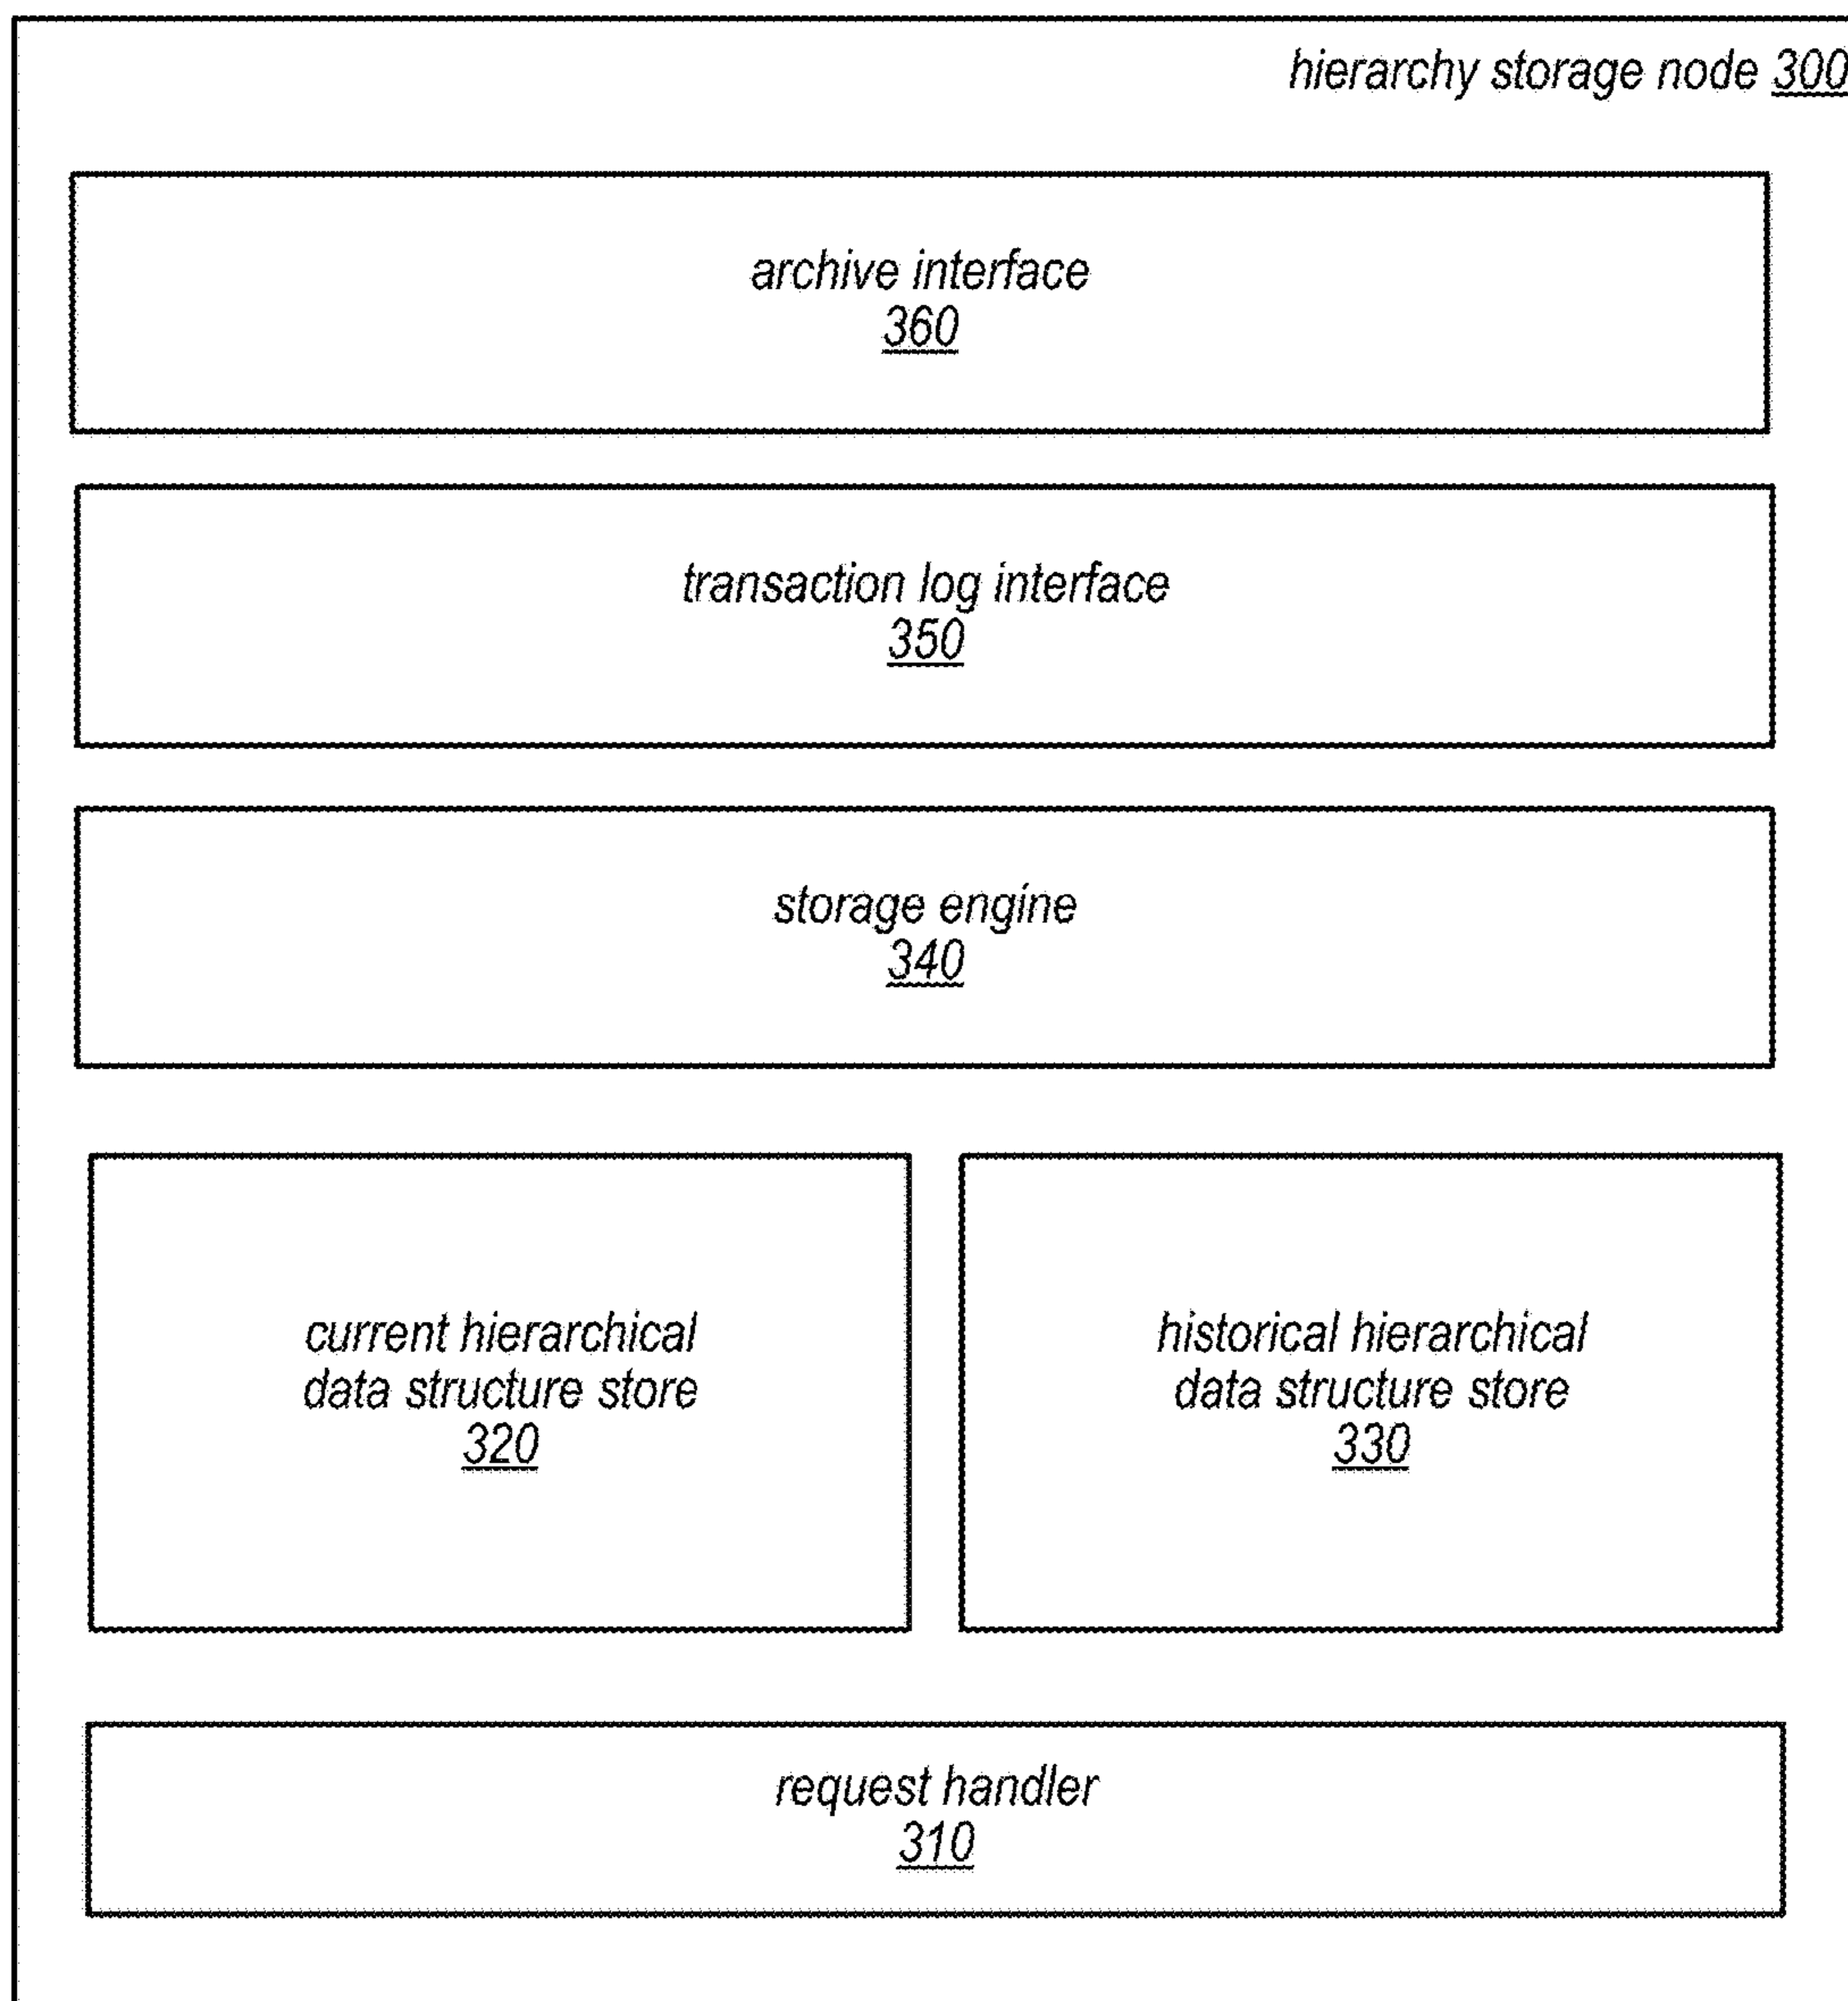 hierarchy storage node 300
archive interface
360
transaction log interface
350
storage engine
340
current hierarchical
data structure store
320
historical hierarchical
data structure store
330
request handler
310